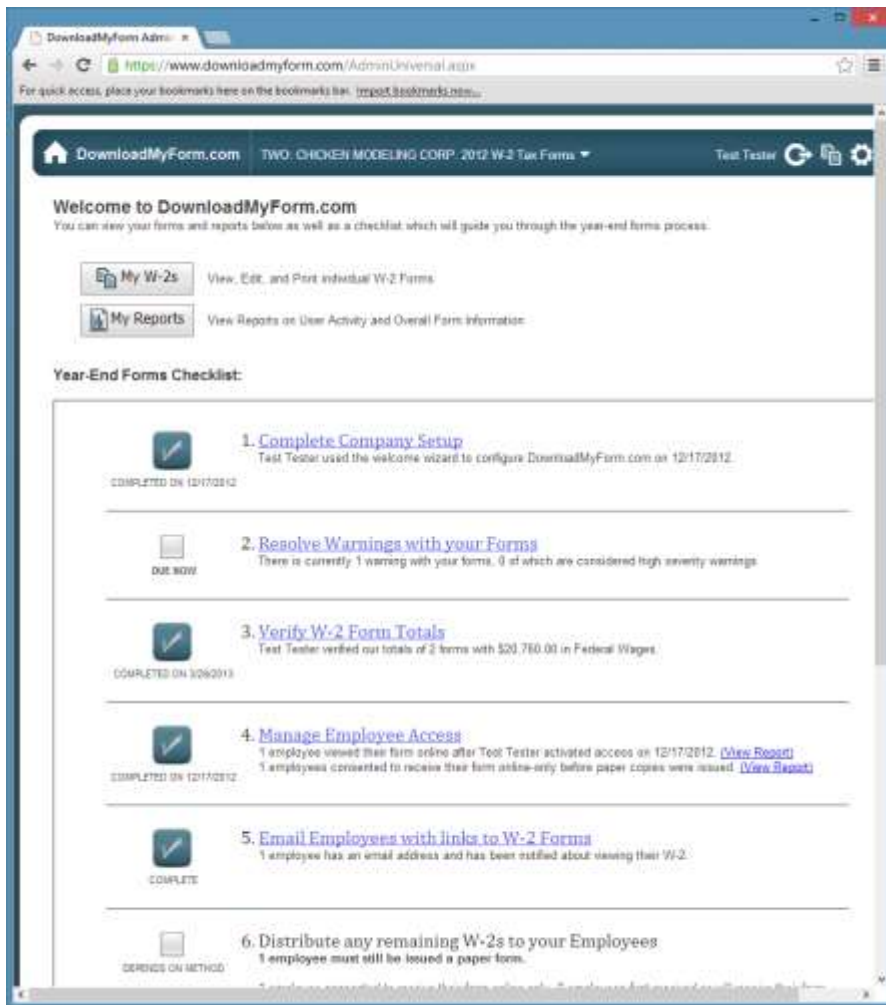 DownloadMyForm Admi
https://www.downloadmyform.com/AdminUniversal.aspx
For quick access, place your bookmarks here on the bookmarks bar. Import bookmarks now...
DownloadMyForm.com TWO: CHICKEN MODELING CORP. 2012 W-2 Tax Forms Test Tester
Welcome to DownloadMyForm.com
You can view your forms and reports below as well as a checklist which will guide you through the year-end forms process.
My W-2s View, Edit, and Print individual W-2 Forms
My Reports View Reports on User Activity and Overall Form Information
Year-End Forms Checklist:
1. Complete Company Setup
Test Tester used the welcome wizard to configure DownloadMyForm.com on 12/17/2012.
COMPLETED ON 12/17/2012
2. Resolve Warnings with your Forms
There is currently 1 warning with your forms, 0 of which are considered high severity warnings.
DUE NOW
3. Verify W-2 Form Totals
Test Tester verified our totals of 2 forms with $20,760.00 in Federal Wages.
COMPLETED ON 3/26/2013
4. Manage Employee Access
1 employee viewed their form online after Test Tester activated access on 12/17/2012. (View Report)
1 employees consented to receive their form online-only before paper copies were issued. (View Report)
COMPLETED ON 12/17/2012
5. Email Employees with links to W-2 Forms
1 employee has an email address and has been notified about viewing their W-2.
COMPLETE
6. Distribute any remaining W-2s to your Employees
1 employee must still be issued a paper form.
DEPENDS ON METHOD